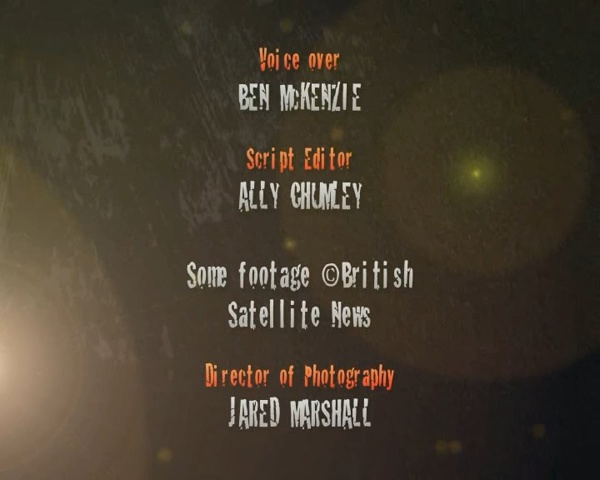 Voice over
BEN McKENZIE
Script Editor
ALLY CHUMLEY
Some footage ©British
Satellite News
Director of Photography
JARED MARSHALL